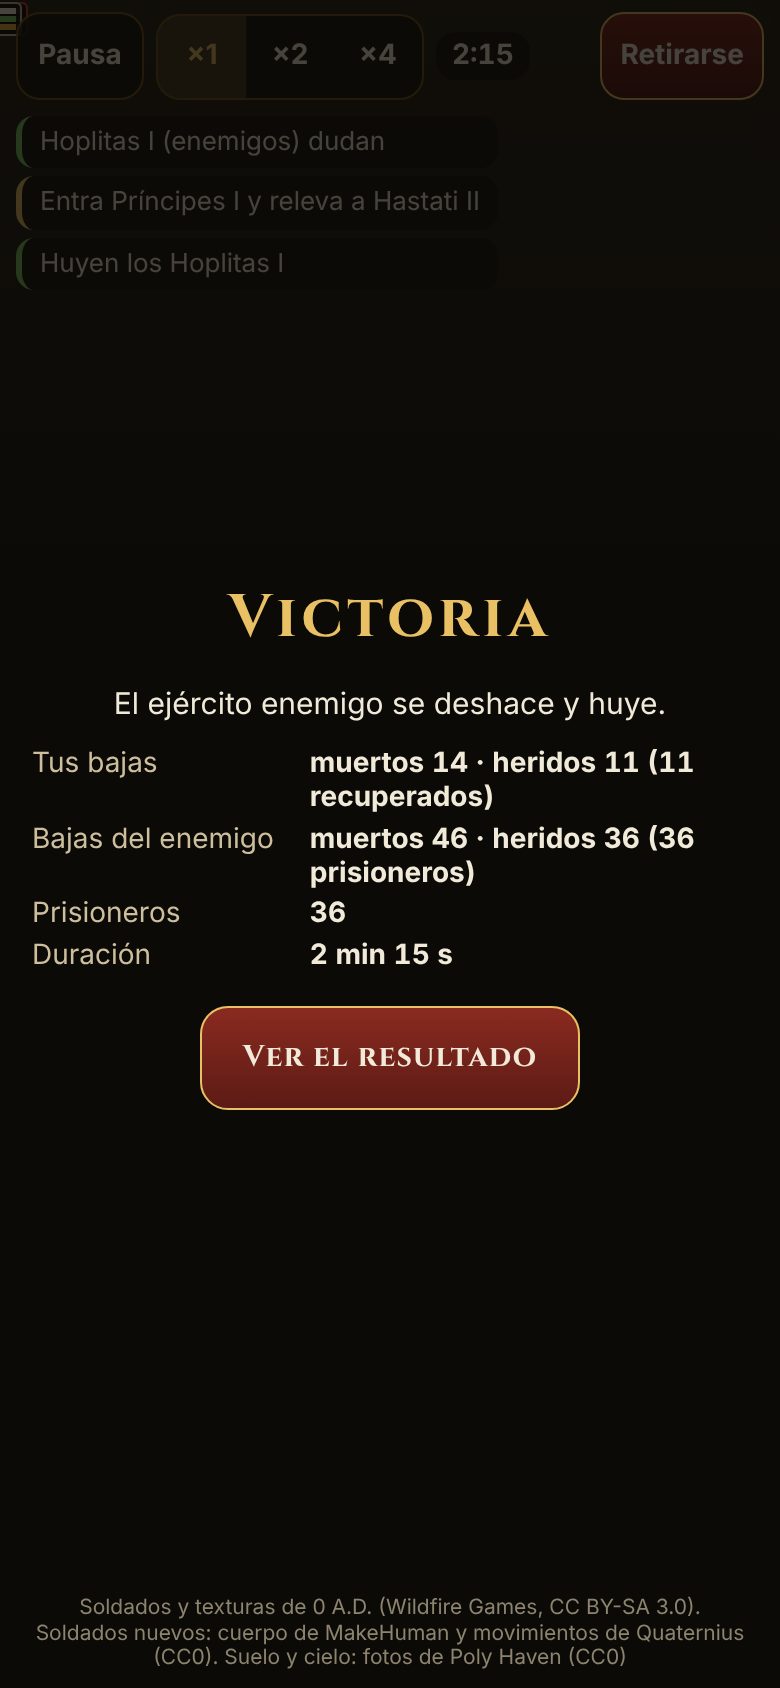 Pausa ×1 ×2 ×4 2:15 Retirarse
Hoplitas I (enemigos) dudan
Entra Príncipes I y releva a Hastati II
Huyen los Hoplitas I
Victoria
El ejército enemigo se deshace y huye.
Tus bajas muertos 14 · heridos 11 (11
recuperados)
Bajas del enemigo muertos 46 · heridos 36 (36
prisioneros)
Prisioneros 36
Duración 2 min 15 s
Ver el resultado
Soldados y texturas de 0 A.D. (Wildfire Games, CC BY-SA 3.0).
Soldados nuevos: cuerpo de MakeHuman y movimientos de Quaternius
(CC0). Suelo y cielo: fotos de Poly Haven (CC0)